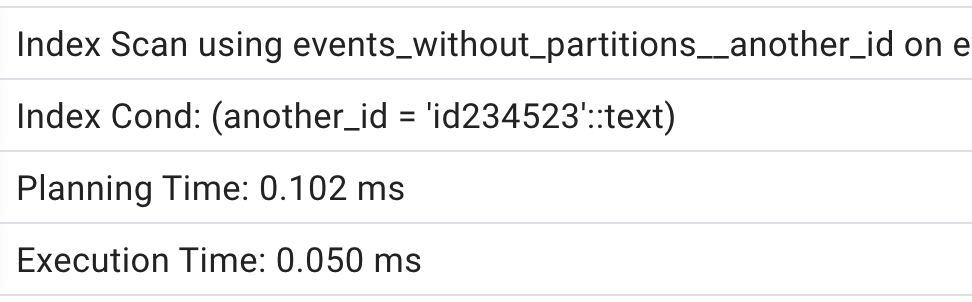 Index Scan using events_without_partitions__another_id on e
Index Cond: (another_id = 'id234523'::text)
Planning Time: 0.102 ms
Execution Time: 0.050 ms